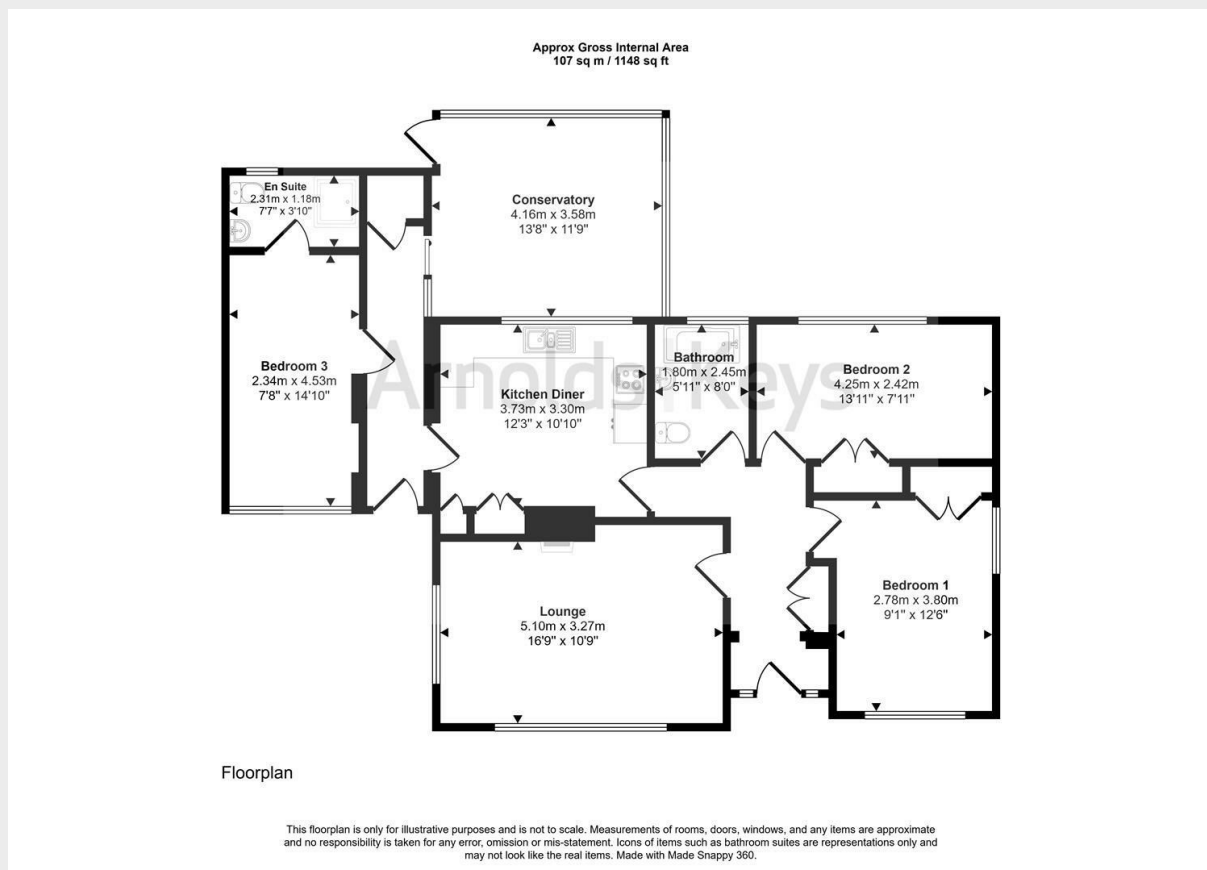 Approx Gross Internal Area
107 sq m / 1148 sq ft
En Suite
2.31m x 1.18m
7'7" x 3'10"
Conservatory
4.16m x 3.58m
13'8" x 11'9"
Bedroom 3
2.34m x 4.53m
7'8" x 14'10"
Kitchen Diner
3.73m x 3.30m
12'3" x 10'10"
Bathroom
1.80m x 2.45m
5'11" x 8'0"
Bedroom 2
4.25m x 2.42m
13'11" x 7'11"
Arnolds|Keys
Lounge
5.10m x 3.27m
16'9" x 10'9"
Bedroom 1
2.78m x 3.80m
9'1" x 12'6"
Floorplan
This floorplan is only for illustrative purposes and is not to scale. Measurements of rooms, doors, windows, and any items are approximate
and no responsibility is taken for any error, omission or mis-statement. Icons of items such as bathroom suites are representations only and
may not look like the real items. Made with Made Snappy 360.